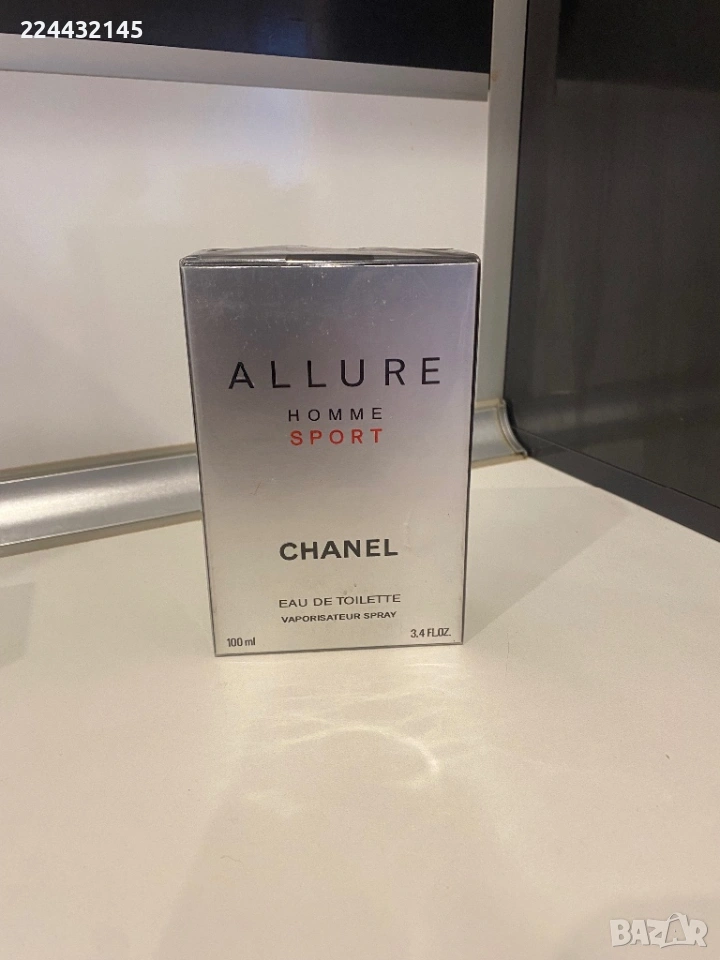 224432145
ALLURE
HOMME
SPORT
CHANEL
EAU DE TOILETTE
VAPORISATEUR SPRAY
100 ml 3.4 FL.OZ.
BAZAR